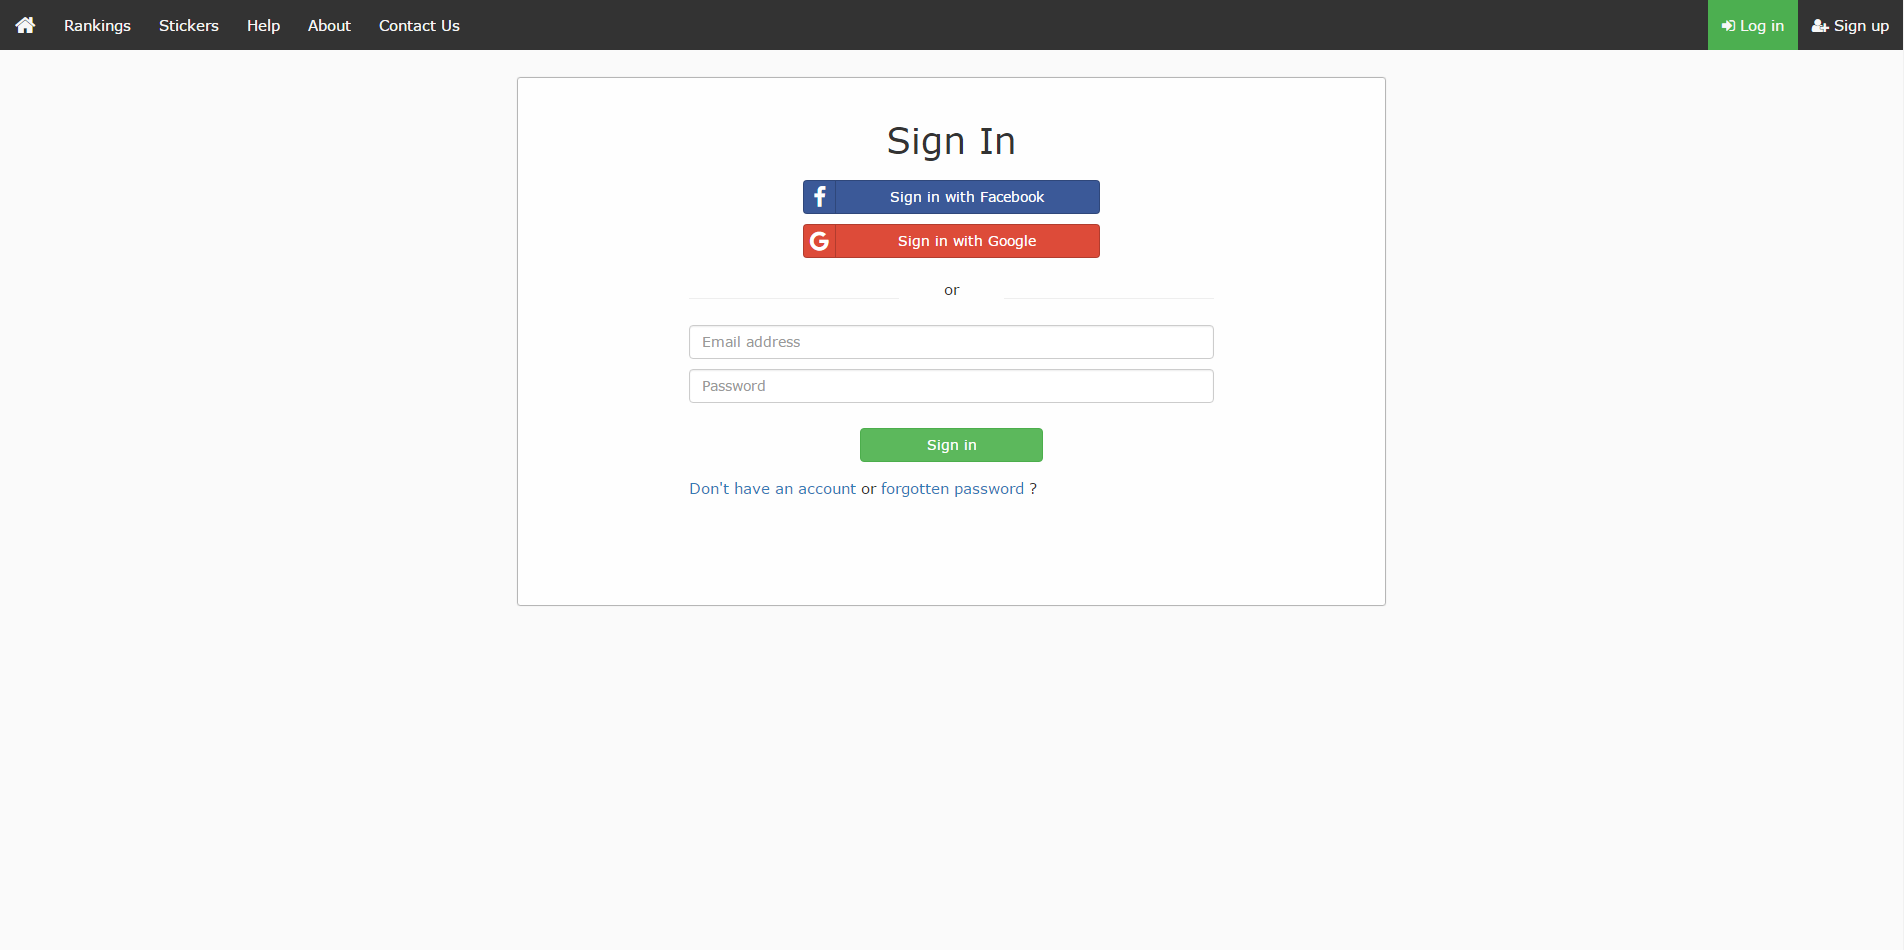 Rankings Stickers Help About Contact Us Log in Sign up
Sign In
Sign in with Facebook
Sign in with Google
or
Email address
Password
Sign in
Don't have an account or forgotten password ?